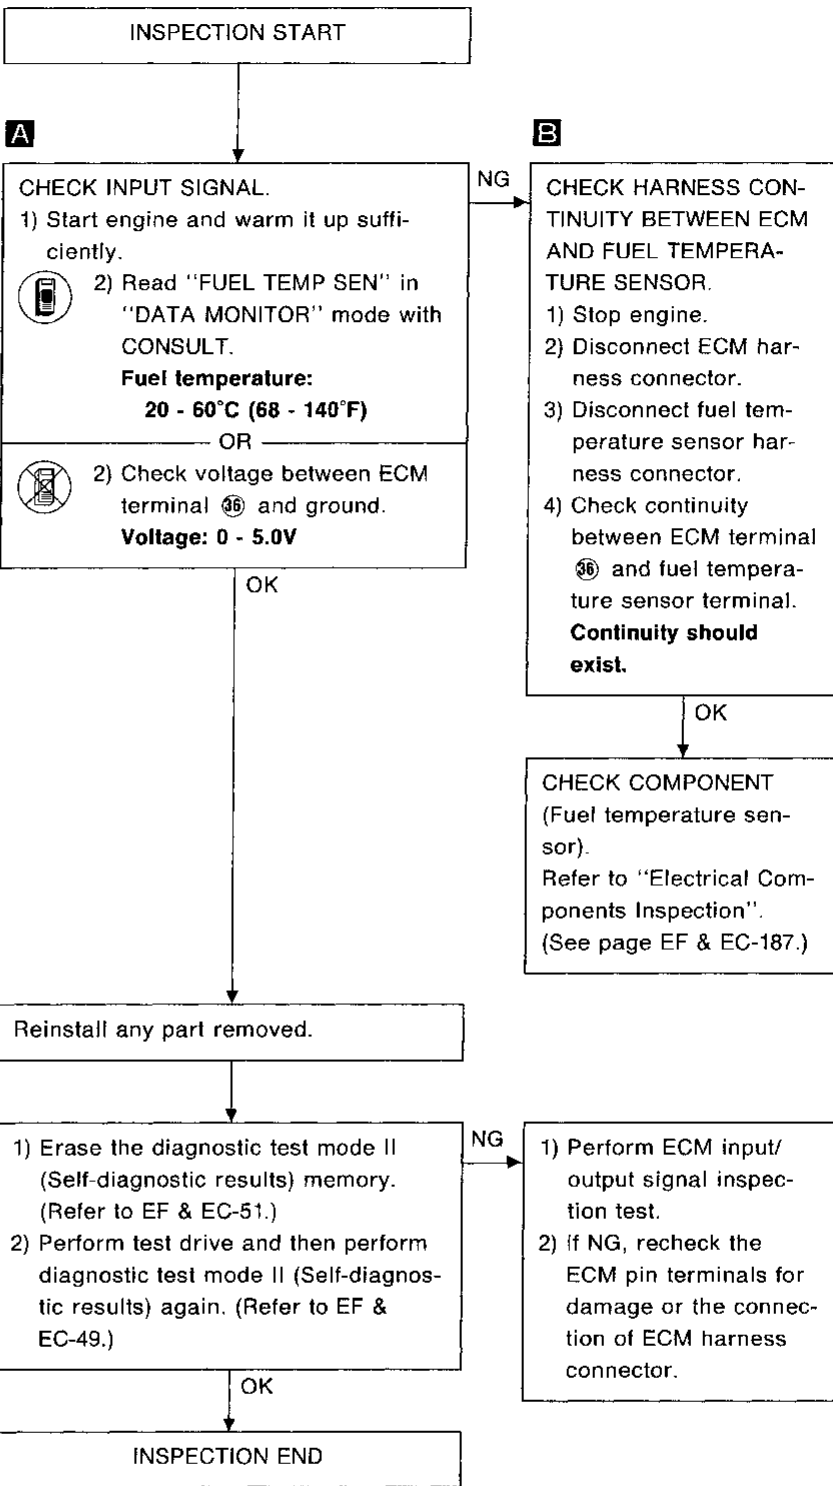 INSPECTION START
A
CHECK INPUT SIGNAL.
1) Start engine and warm it up suffi-
ciently.
2) Read "FUEL TEMP SEN" in
"DATA MONITOR" mode with
CONSULT.
Fuel temperature:
20 - 60°C (68 - 140°F)
OR
2) Check voltage between ECM
terminal ㊱ and ground.
Voltage: 0 - 5.0V
NG
OK
B
CHECK HARNESS CON-
TINUITY BETWEEN ECM
AND FUEL TEMPERA-
TURE SENSOR.
1) Stop engine.
2) Disconnect ECM har-
ness connector.
3) Disconnect fuel tem-
perature sensor har-
ness connector.
4) Check continuity
between ECM terminal
㊱ and fuel tempera-
ture sensor terminal.
Continuity should
exist.
OK
CHECK COMPONENT
(Fuel temperature sen-
sor).
Refer to "Electrical Com-
ponents Inspection".
(See page EF & EC-187.)
Reinstall any part removed.
1) Erase the diagnostic test mode II
(Self-diagnostic results) memory.
(Refer to EF & EC-51.)
2) Perform test drive and then perform
diagnostic test mode II (Self-diagnos-
tic results) again. (Refer to EF &
EC-49.)
NG
1) Perform ECM input/
output signal inspec-
tion test.
2) If NG, recheck the
ECM pin terminals for
damage or the connec-
tion of ECM harness
connector.
OK
INSPECTION END